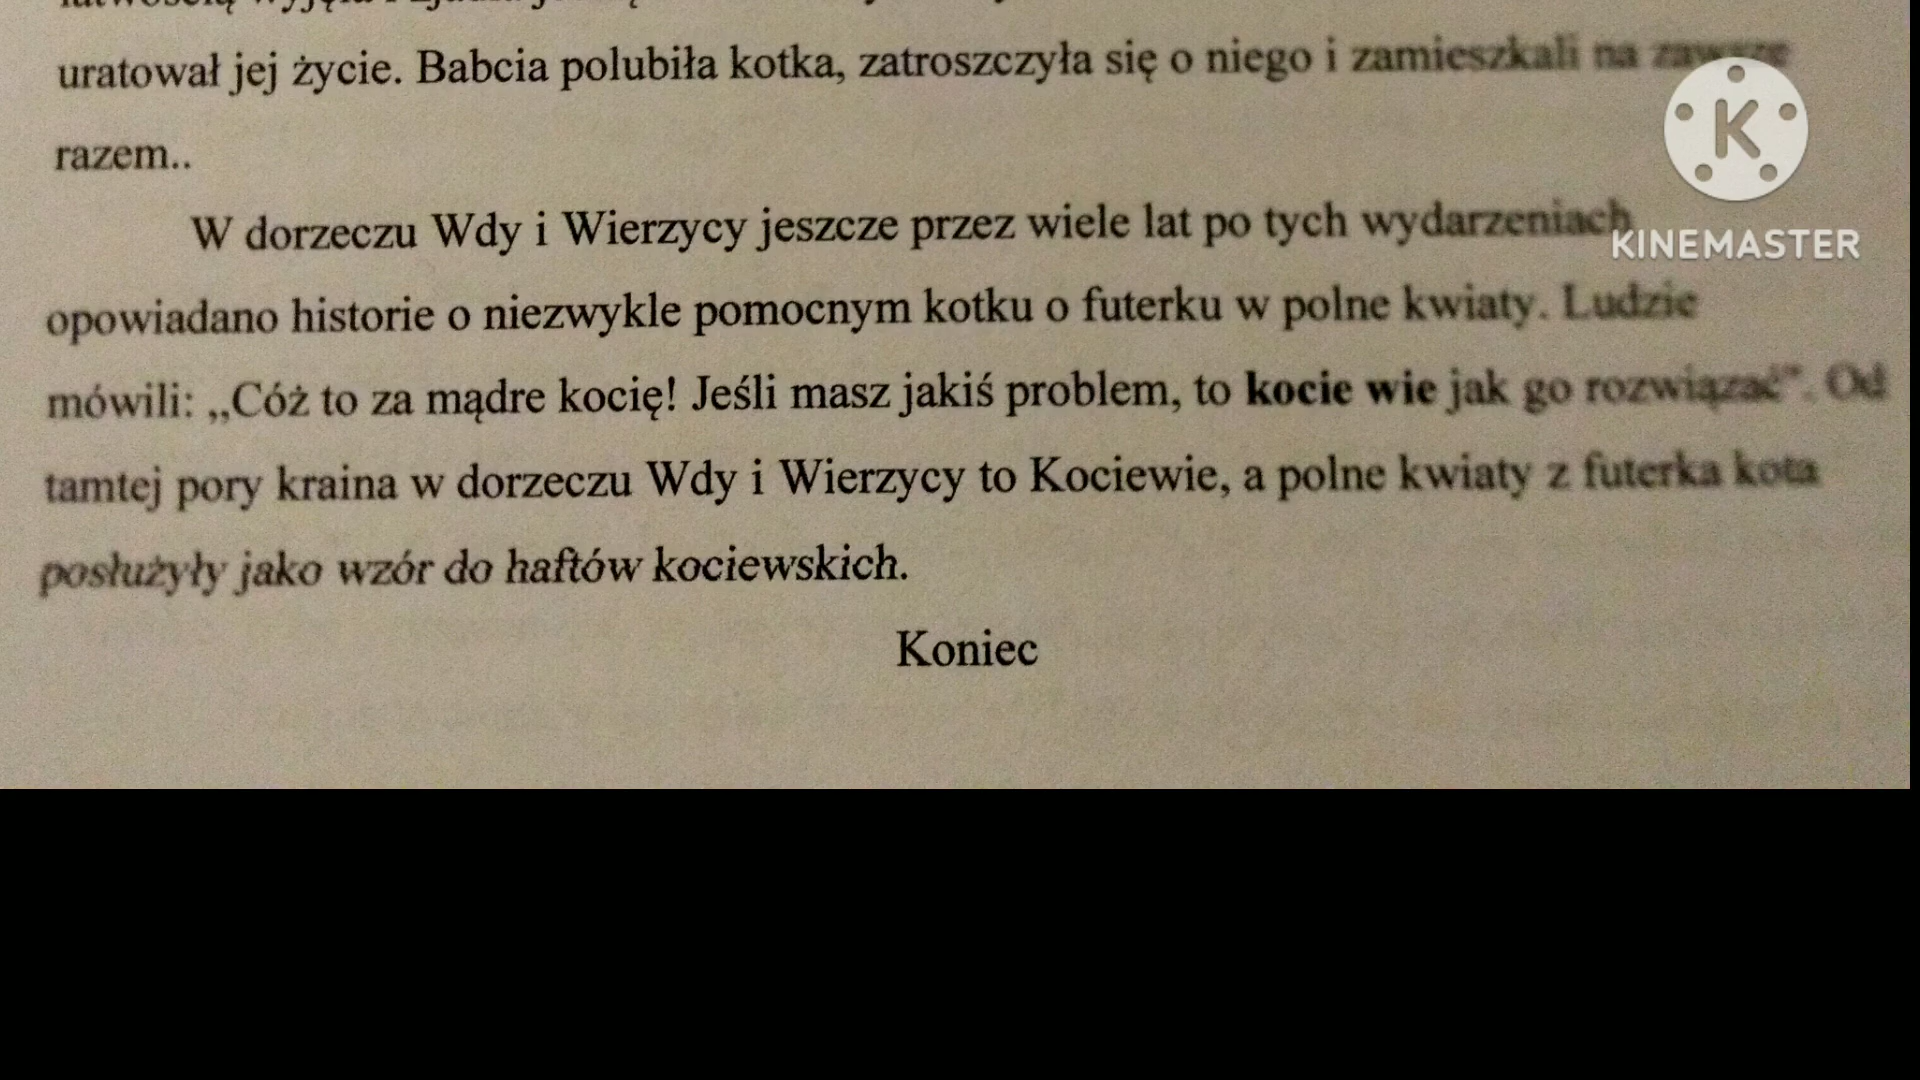 uratował jej życie. Babcia polubiła kotka, zatroszczyła się o niego i zamieszkali na zawsze
razem..
W dorzeczu Wdy i Wierzycy jeszcze przez wiele lat po tych wydarzeniach
KINEMASTER
opowiadano historie o niezwykle pomocnym kotku o futerku w polne kwiaty. Ludzie
mówili: „Cóż to za mądre kocię! Jeśli masz jakiś problem, to kocie wie jak go rozwiązać”. Od
tamtej pory kraina w dorzeczu Wdy i Wierzycy to Kociewie, a polne kwiaty z futerka kota
posłużyły jako wzór do haftów kociewskich.
Koniec